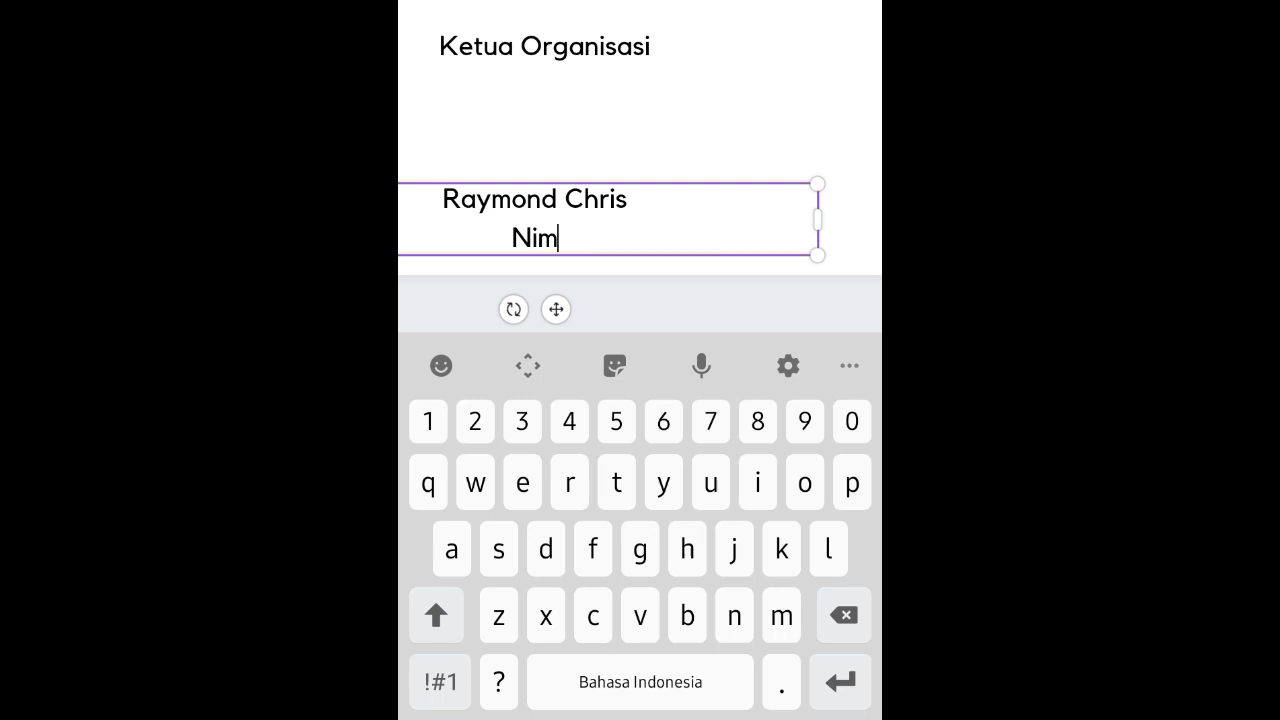 Ketua Organisasi
Raymond Chris
Nim
1 2 3 4 5 6 7 8 9 0
q w e r t y u i o p
a s d f g h j k l
z x c v b n m
!#1 ? Bahasa Indonesia .